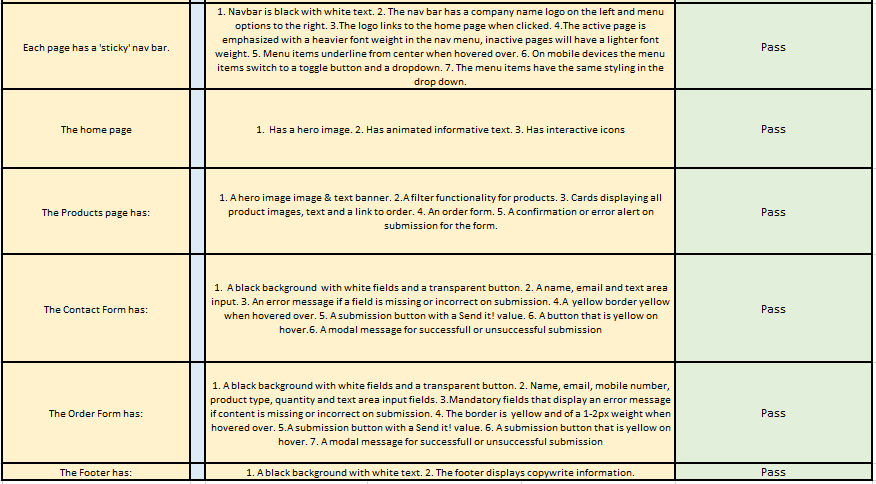 1. Navbar is black with white text. 2. The nav bar has a company name logo on the left and menu
options to the right. 3.The logo links to the home page when clicked. 4.The active page is
emphasized with a heavier font weight in the nav menu, inactive pages will have a lighter font
weight. 5. Menu items underline from center when hovered over. 6. On mobile devices the menu
items switch to a toggle button and a dropdown. 7. The menu items have the same styling in the
drop down.
Each page has a 'sticky' nav bar.
Pass
The home page
1. Has a hero image. 2. Has animated informative text. 3. Has interactive icons
Pass
The Products page has:
1. A hero image image & text banner. 2.A filter functionality for products. 3. Cards displaying all
product images, text and a link to order. 4. An order form. 5. A confirmation or error alert on
submission for the form.
Pass
The Contact Form has:
1. A black background with white fields and a transparent button. 2. A name, email and text area
input. 3. An error message if a field is missing or incorrect on submission. 4.A yellow border yellow
when hovered over. 5. A submission button with a Send it! value. 6. A button that is yellow on
hover.6. A modal message for successfull or unsuccessful submission
Pass
The Order Form has:
1. A black background with white fields and a transparent button. 2. Name, email, mobile number,
product type, quantity and text area input fields. 3.Mandatory fields that display an error message
if content is missing or incorrect on submission. 4. The border is yellow and of a 1-2px weight when
hovered over. 5.A submission button with a Send it! value. 6. A submission button that is yellow on
hover. 7. A modal message for successfull or unsuccessful submission
Pass
The Footer has:
1. A black background with white text. 2. The footer displays copywrite information.
Pass